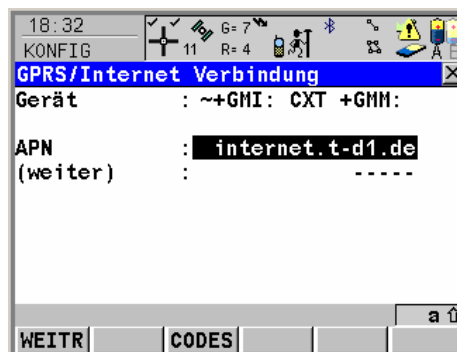 18:32
KONFIG
11 G= 7 R= 4
A B
GPRS/Internet Verbindung X
Gerät : ~+GMI: CXT +GMM:
APN : internet.t-d1.de
(weiter) : -----
a ⇧
WEITR CODES